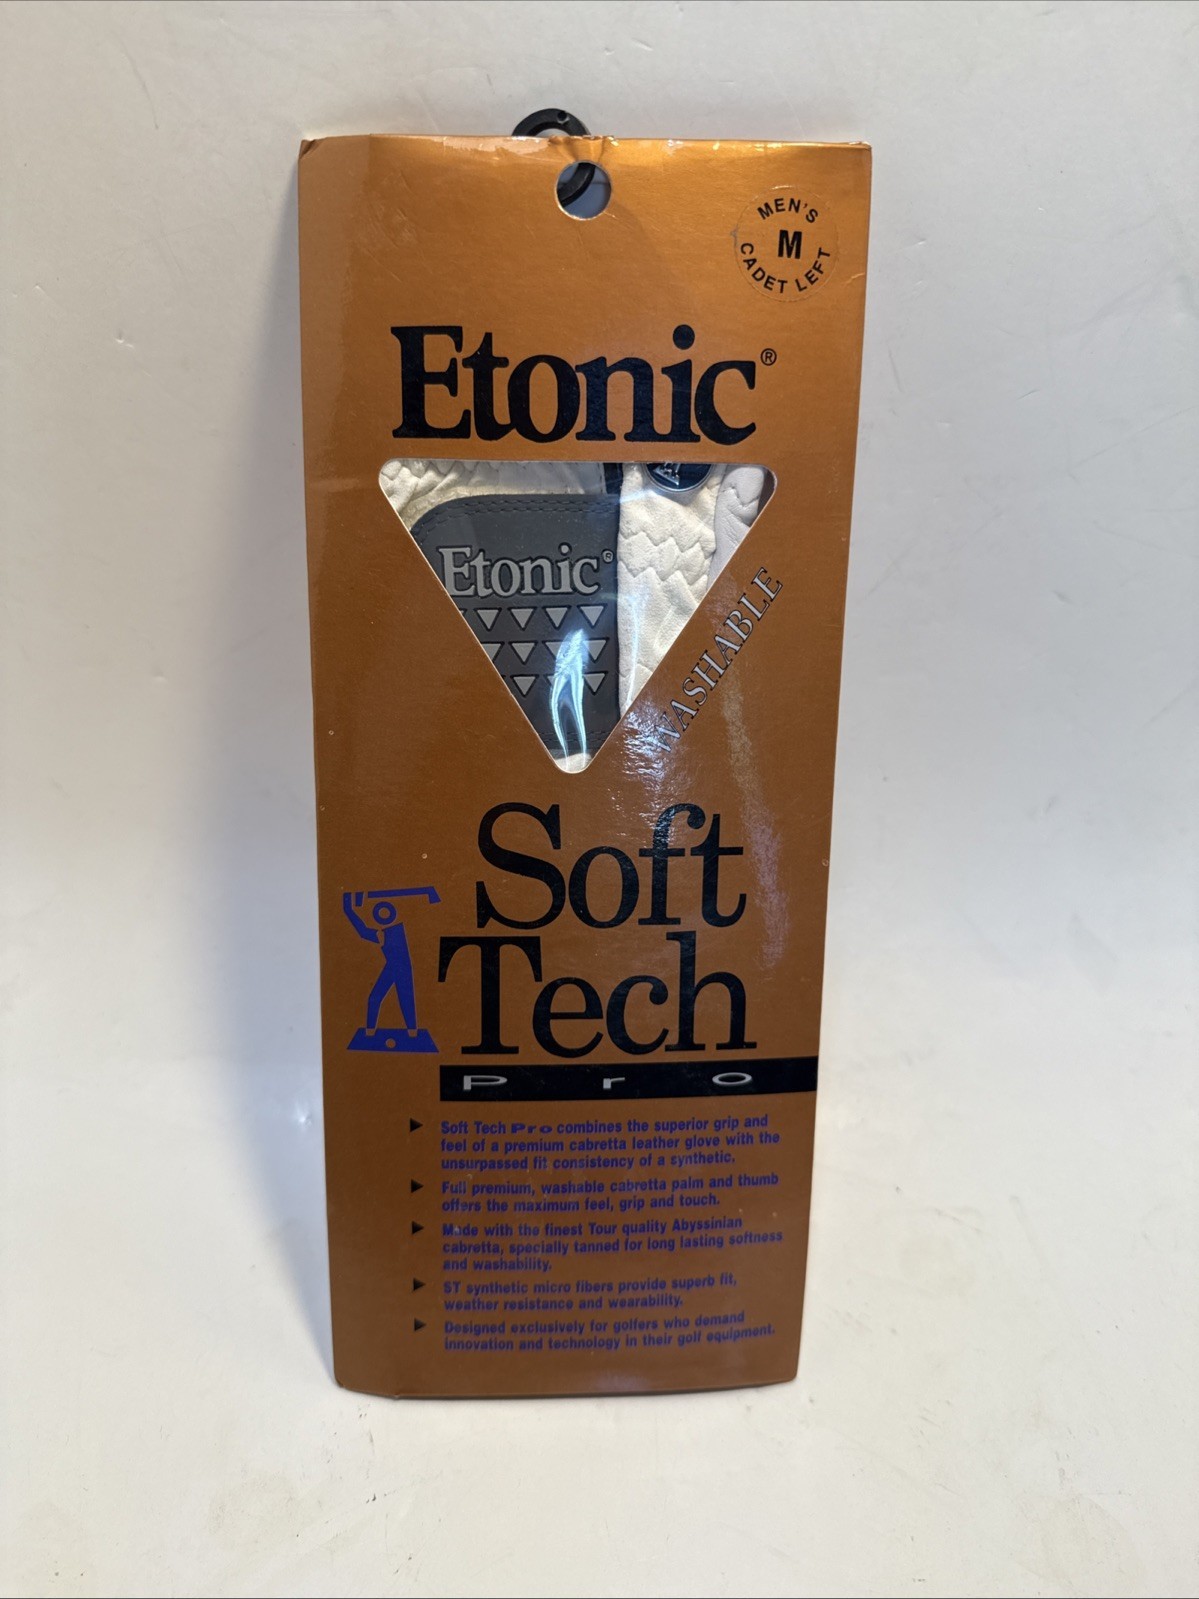 MEN'S
M
CADET LEFT
Etonic®
Etonic®
WASHABLE
Soft
Tech
Pro
Soft Tech Pro combines the superior grip and
feel of a premium cabretta leather glove with the
unsurpassed fit consistency of a synthetic.
Full premium, washable cabretta palm and thumb
offers the maximum feel, grip and touch.
Made with the finest Tour quality Abyssinian
cabretta, specially tanned for long lasting softness
and washability.
ST synthetic micro fibers provide superb fit,
weather resistance and wearability.
Designed exclusively for golfers who demand
innovation and technology in their golf equipment.